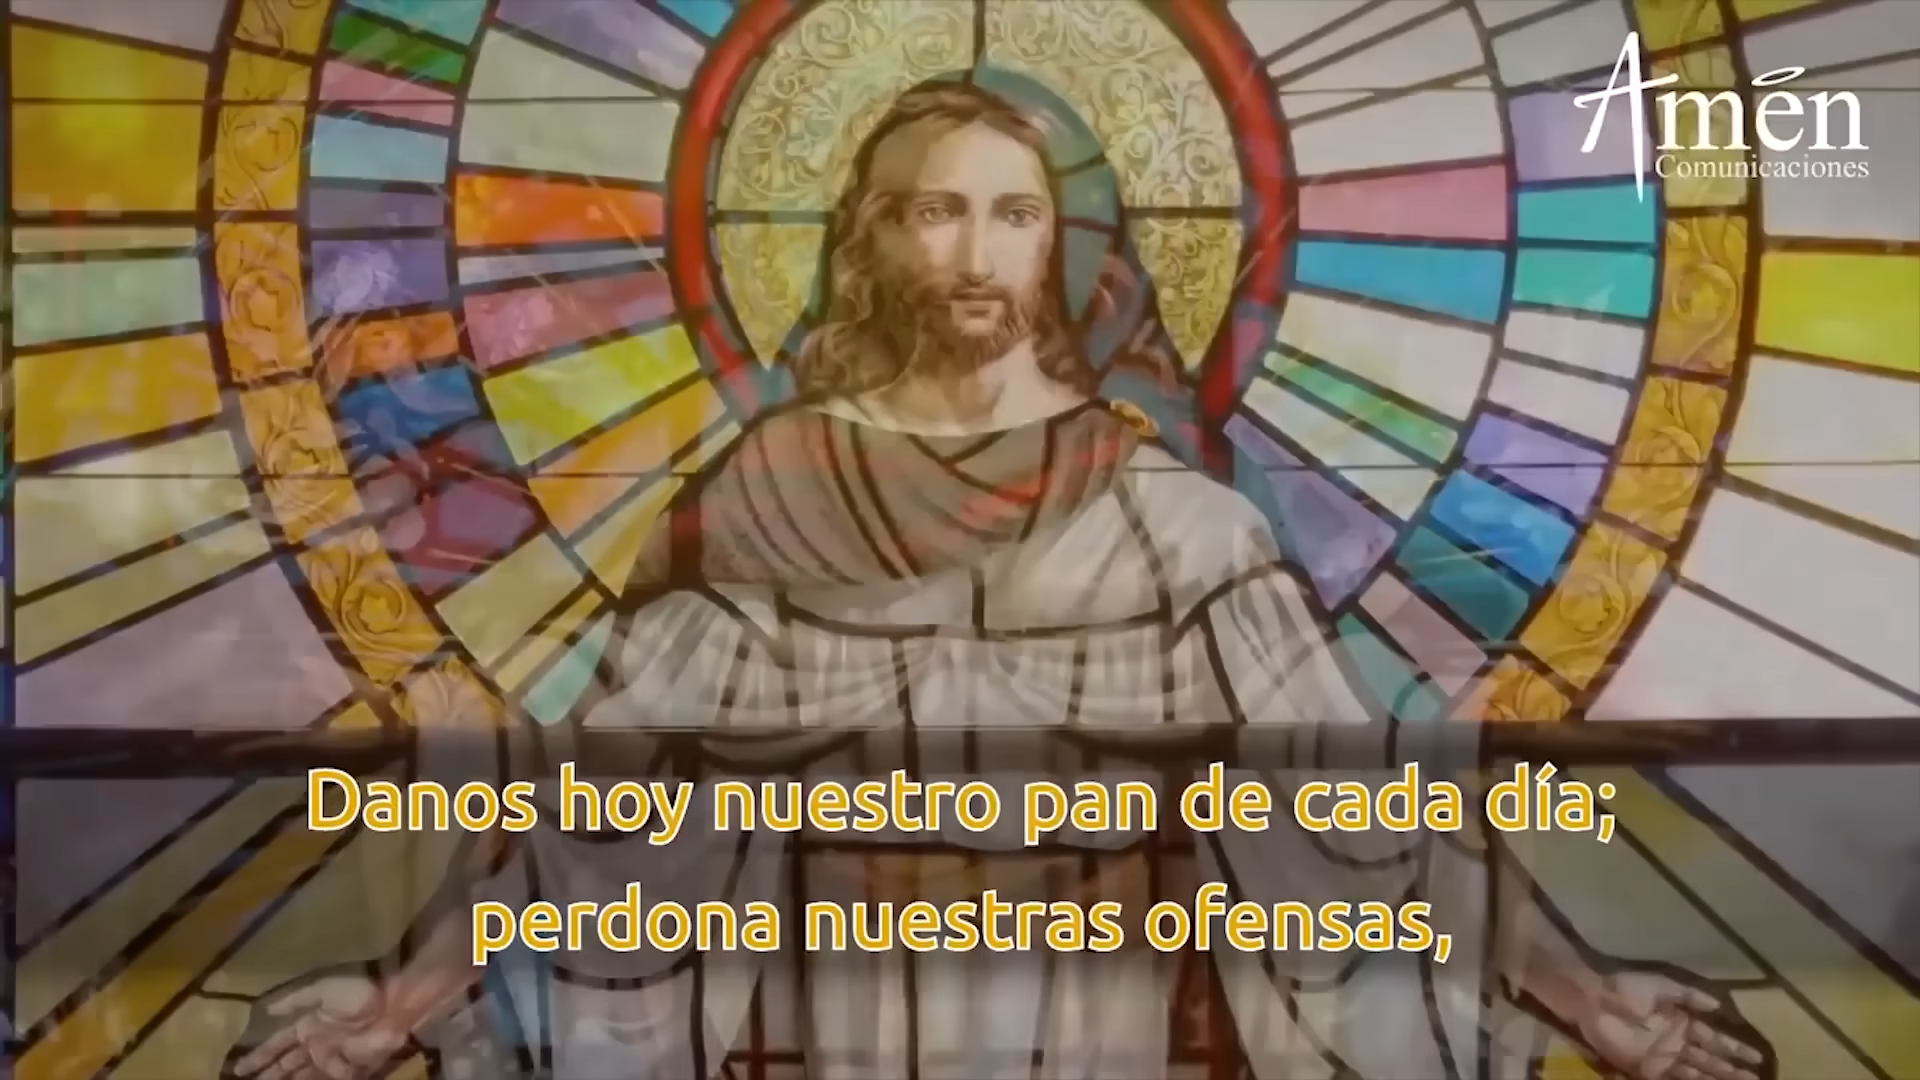 Amén
Comunicaciones
Danos hoy nuestro pan de cada día;
perdona nuestras ofensas,